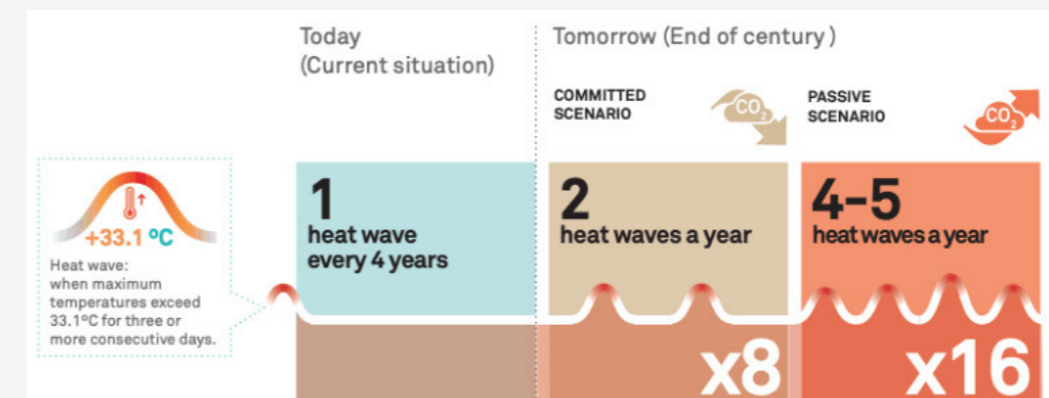 Today
(Current situation)
Tomorrow (End of century )
COMMITTED
SCENARIO
CO2
PASSIVE
SCENARIO
CO2
+33.1 ºC
Heat wave:
when maximum
temperatures exceed
33.1ºC for three or
more consecutive days.
1
heat wave
every 4 years
2
heat waves a year
x8
4-5
heat waves a year
x16